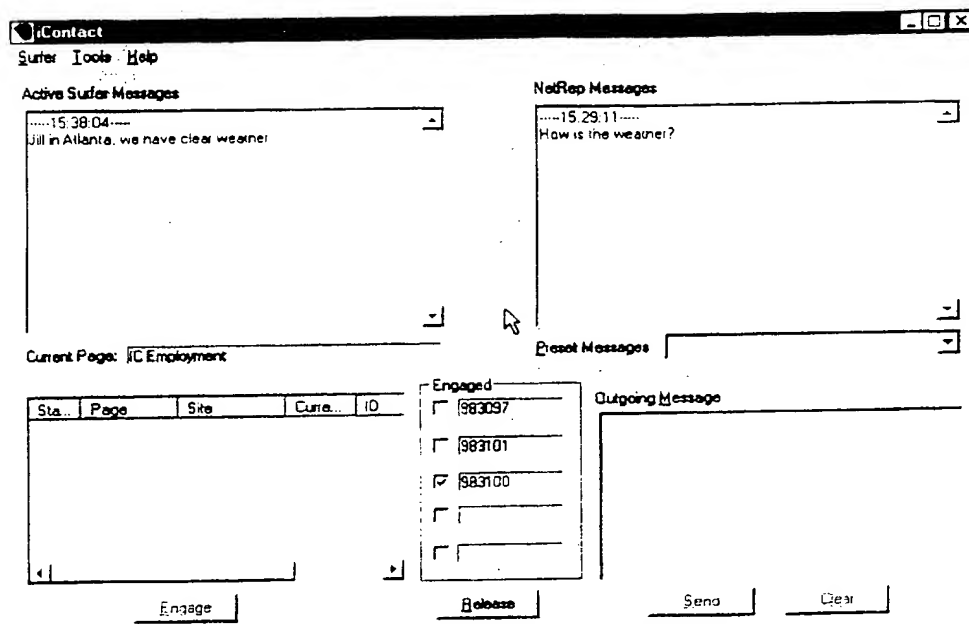 iContact
Surfer Tools Help
Active Surfer Messages
-----15:38:04-----
Jill in Atlanta, we have clear weather
NetRep Messages
-----15:29:11-----
How is the weather?
Current Page: IC Employment
Preset Messages
Sta... Page Site Curre... ID
Engaged
983097
983101
983100
Outgoing Message
Engage
Release
Send
Clear